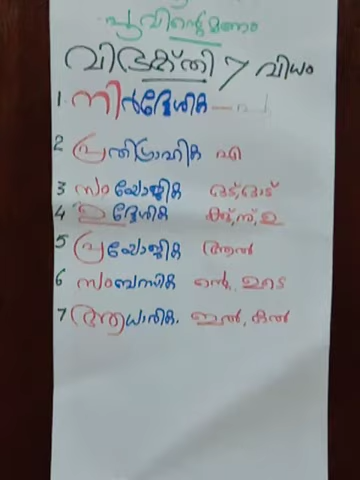 പൂവിന്റെ മണം
വിഭക്തി 7 വിധം
1 നിർദ്ദേശിക –
2 പ്രതിഗ്രാഹിക എ
3 സംയോജിക ഒട്,ഓട്
4 ഉദ്ദേശിക ക്ക്,ന്,ഉ
5 പ്രയോജിക ആൽ
6 സംബന്ധിക ന്റെ, ഉടെ
7 ആധാരിക. ഇൽ, കൽ